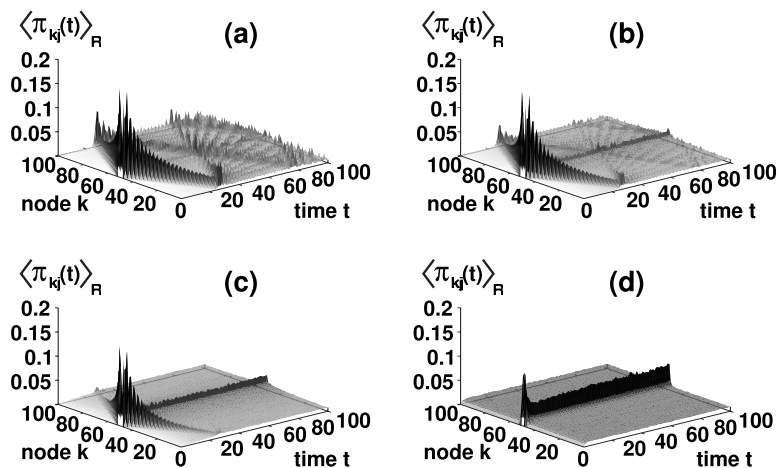 ⟨π_kj(t)⟩_R (a)
0.2
0.15
0.1
0.05
100 80 60 40 20 0
node k
20 40 60 80 100
time t
⟨π_kj(t)⟩_R (b)
0.2
0.15
0.1
0.05
100 80 60 40 20 0
node k
20 40 60 80 100
time t
⟨π_kj(t)⟩_R (c)
0.2
0.15
0.1
0.05
100 80 60 40 20 0
node k
20 40 60 80 100
time t
⟨π_kj(t)⟩_R (d)
0.2
0.15
0.1
0.05
100 80 60 40 20 0
node k
20 40 60 80 100
time t